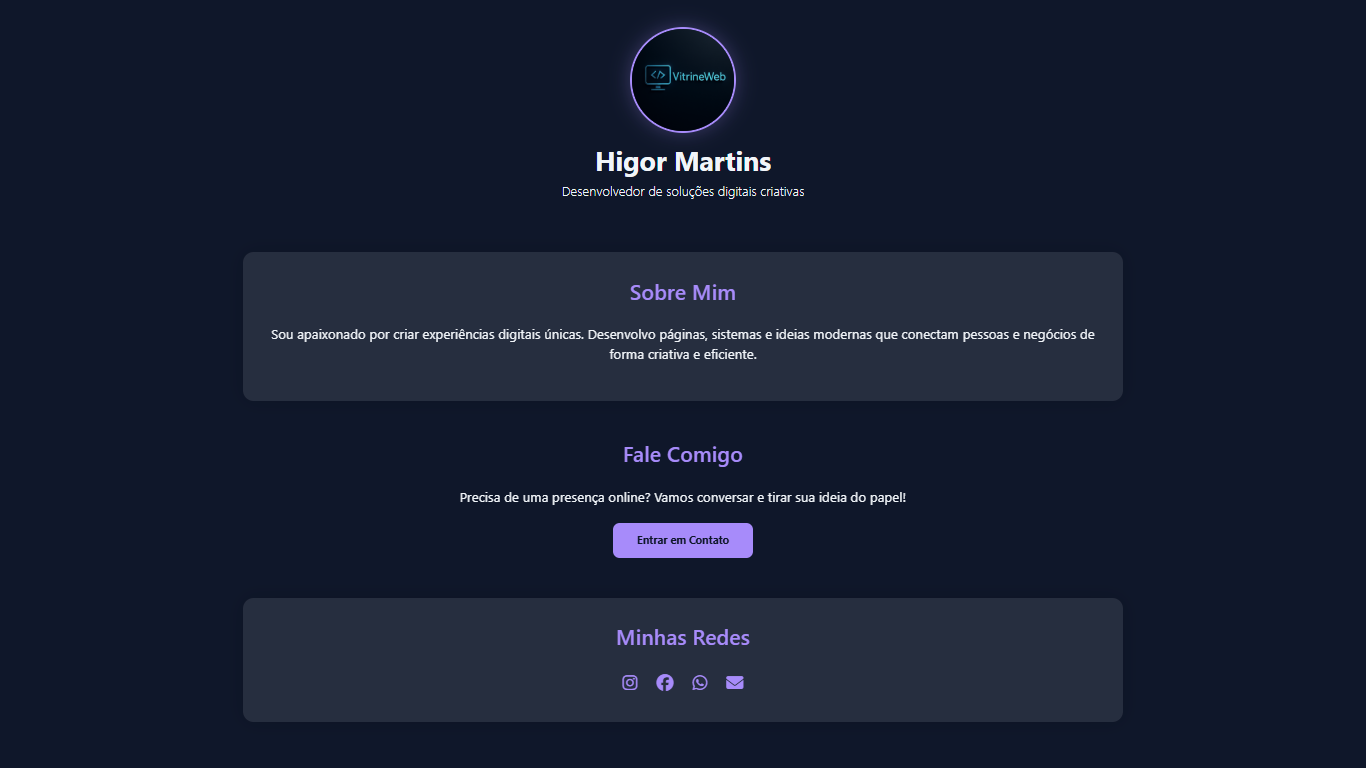 </> VitrineWeb
Higor Martins
Desenvolvedor de soluções digitais criativas
Sobre Mim
Sou apaixonado por criar experiências digitais únicas. Desenvolvo páginas, sistemas e ideias modernas que conectam pessoas e negócios de
forma criativa e eficiente.
Fale Comigo
Precisa de uma presença online? Vamos conversar e tirar sua ideia do papel!
Entrar em Contato
Minhas Redes